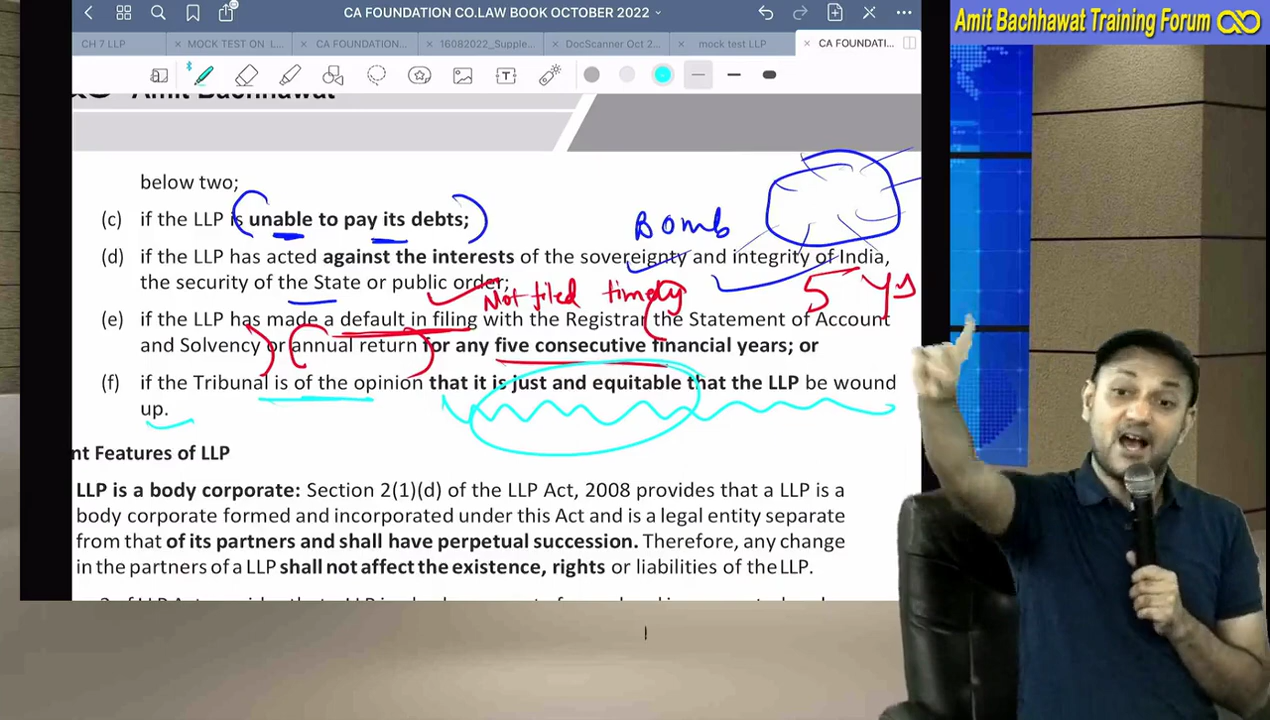 CA FOUNDATION CO.LAW BOOK OCTOBER 2022
Amit Bachhawat Training Forum
CH 7 LLP
MOCK TEST ON L...
CA FOUNDATION...
16082022_Supple...
DocScanner Oct 2...
mock test LLP
CA FOUNDATI...
Amit Bachhawat
below two;
(c) if the LLP is unable to pay its debts;
Bomb
(d) if the LLP has acted against the interests of the sovereignty and integrity of India,
the security of the State or public order;
Not filed timely
5 Ys
(e) if the LLP has made a default in filing with the Registrar the Statement of Account
and Solvency or annual return for any five consecutive financial years; or
(f) if the Tribunal is of the opinion that it is just and equitable that the LLP be wound
up.
nt Features of LLP
LLP is a body corporate: Section 2(1)(d) of the LLP Act, 2008 provides that a LLP is a
body corporate formed and incorporated under this Act and is a legal entity separate
from that of its partners and shall have perpetual succession. Therefore, any change
in the partners of a LLP shall not affect the existence, rights or liabilities of the LLP.